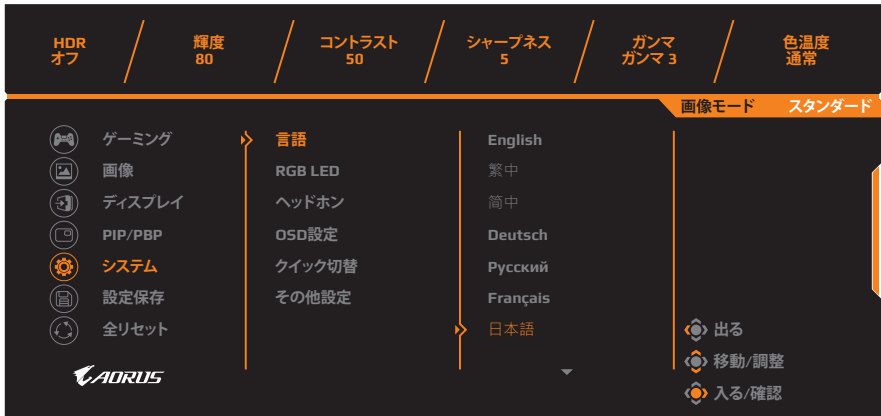 HDR
オフ
輝度
80
コントラスト
50
シャープネス
5
ガンマ
ガンマ 3
色温度
通常
画像モード スタンダード
ゲーミング
画像
ディスプレイ
PIP/PBP
システム
設定保存
全リセット
AORUS
言語
RGB LED
ヘッドホン
OSD設定
クイック切替
その他設定
English
繁中
简中
Deutsch
Русский
Français
日本語
出る
移動/調整
入る/確認